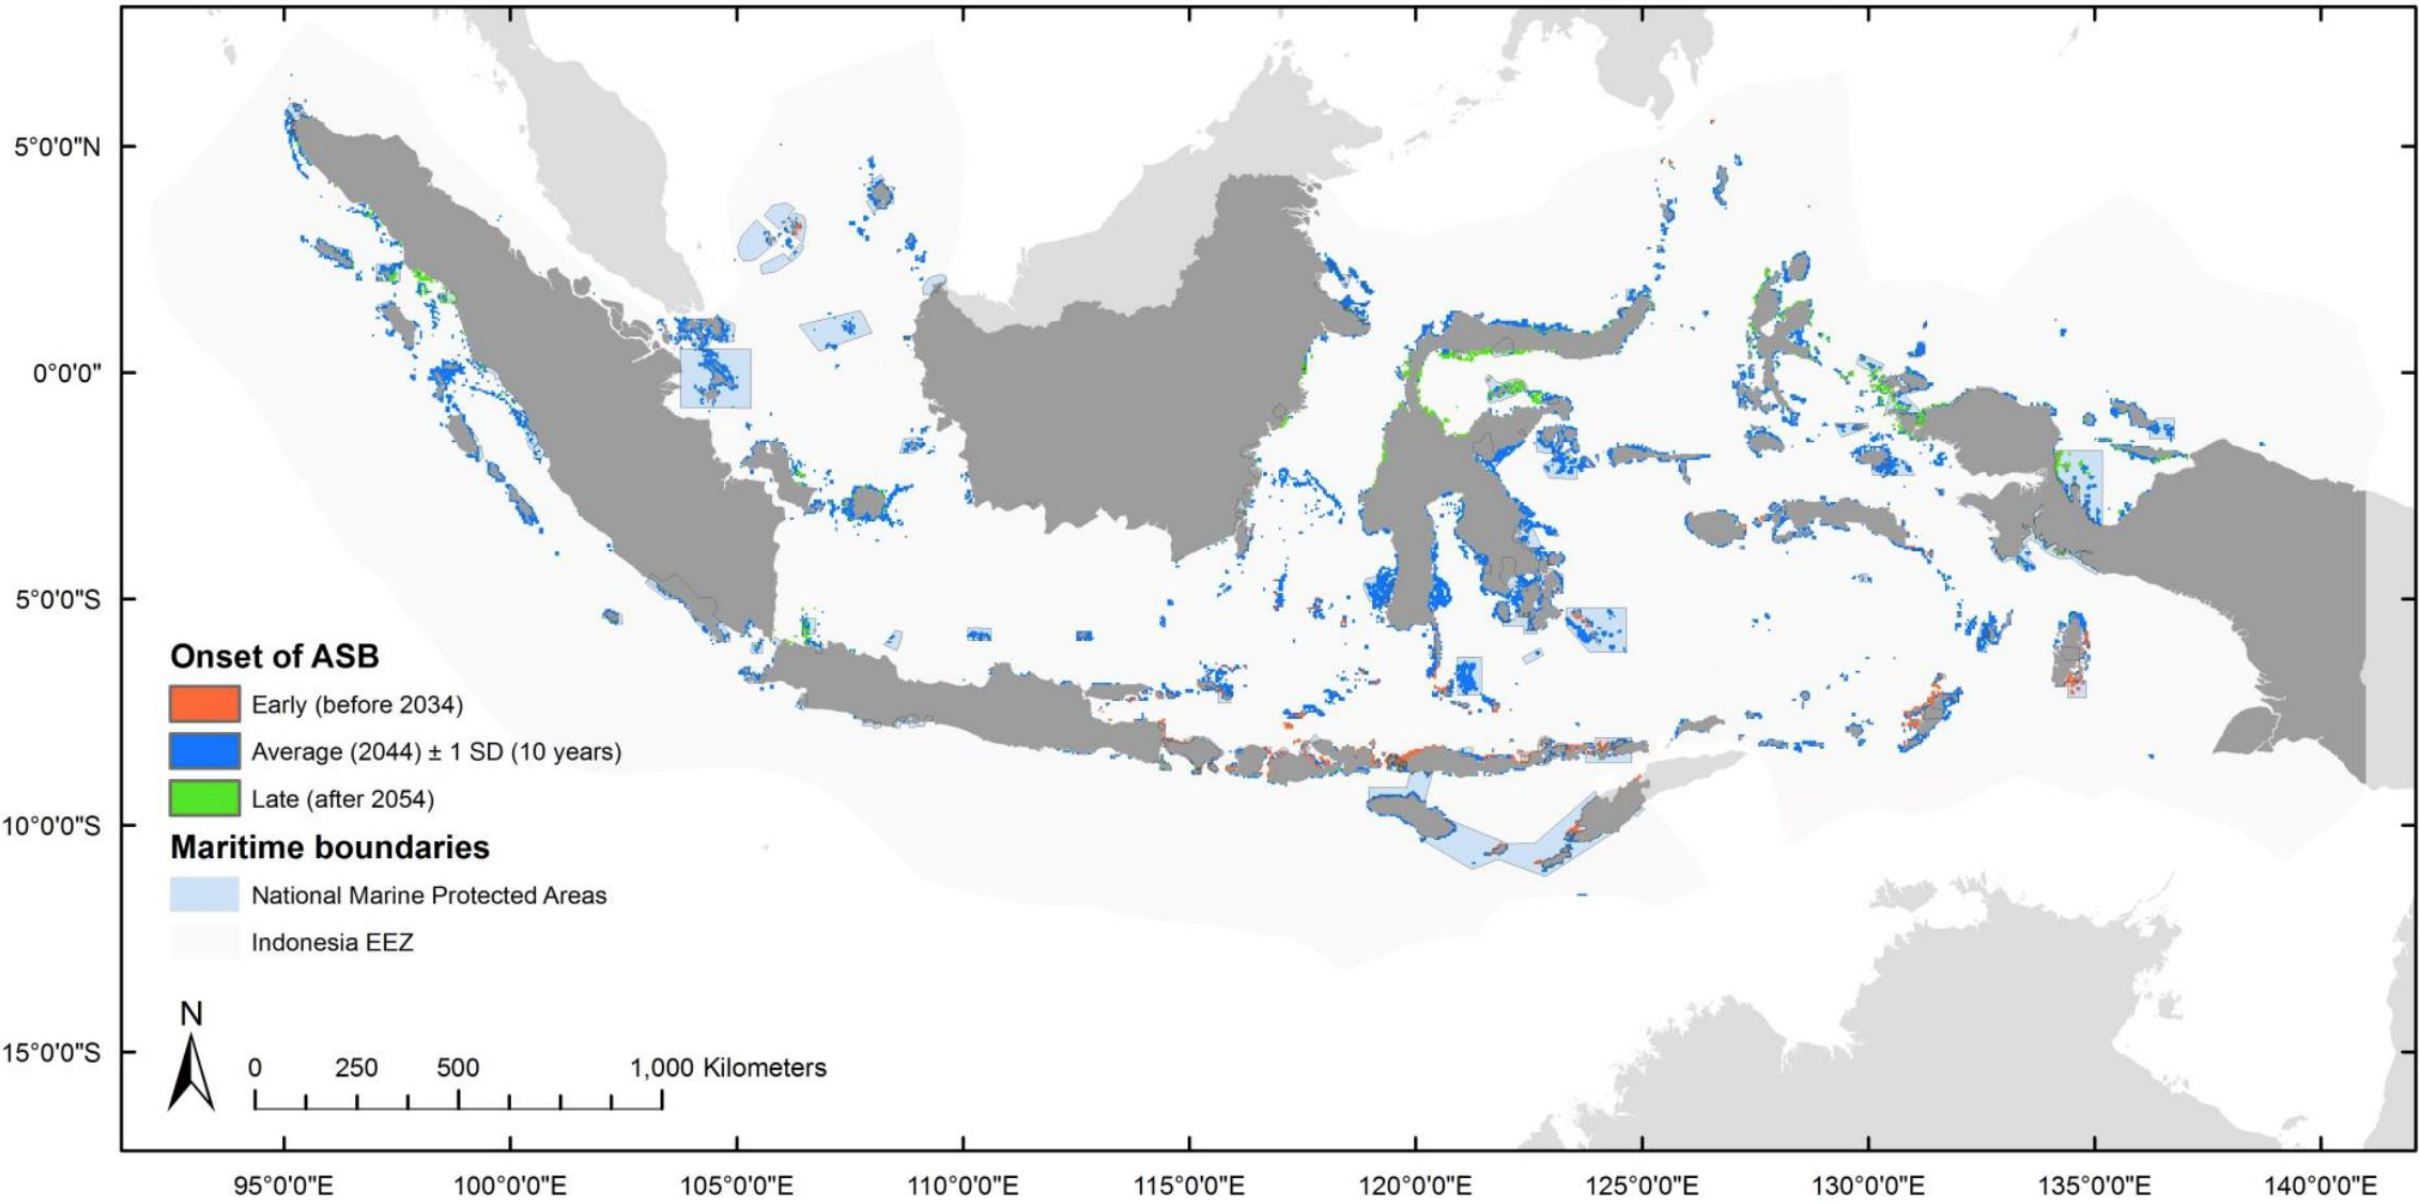 5°0'0"N
0°0'0"
5°0'0"S
10°0'0"S
15°0'0"S
Onset of ASB
Early (before 2034)
Average (2044) ± 1 SD (10 years)
Late (after 2054)
Maritime boundaries
National Marine Protected Areas
Indonesia EEZ
N
0 250 500 1,000 Kilometers
95°0'0"E 100°0'0"E 105°0'0"E 110°0'0"E 115°0'0"E 120°0'0"E 125°0'0"E 130°0'0"E 135°0'0"E 140°0'0"E